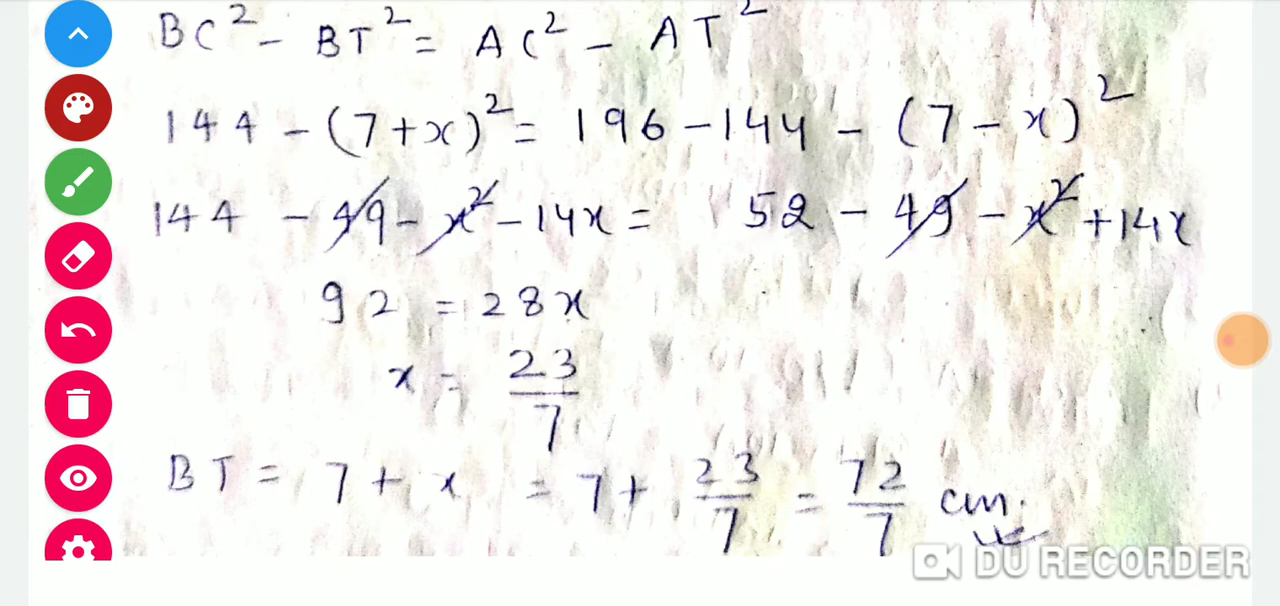 BC² - BT² = AC² - AT²
144 - (7+x)² = 196 - 144 - (7 - x)²
144 - 49 - x² - 14x = 52 - 49 - x² + 14x
92 = 28x
x = 23/7
BT = 7 + x = 7 + 23/7 = 72/7 cm.
DU RECORDER